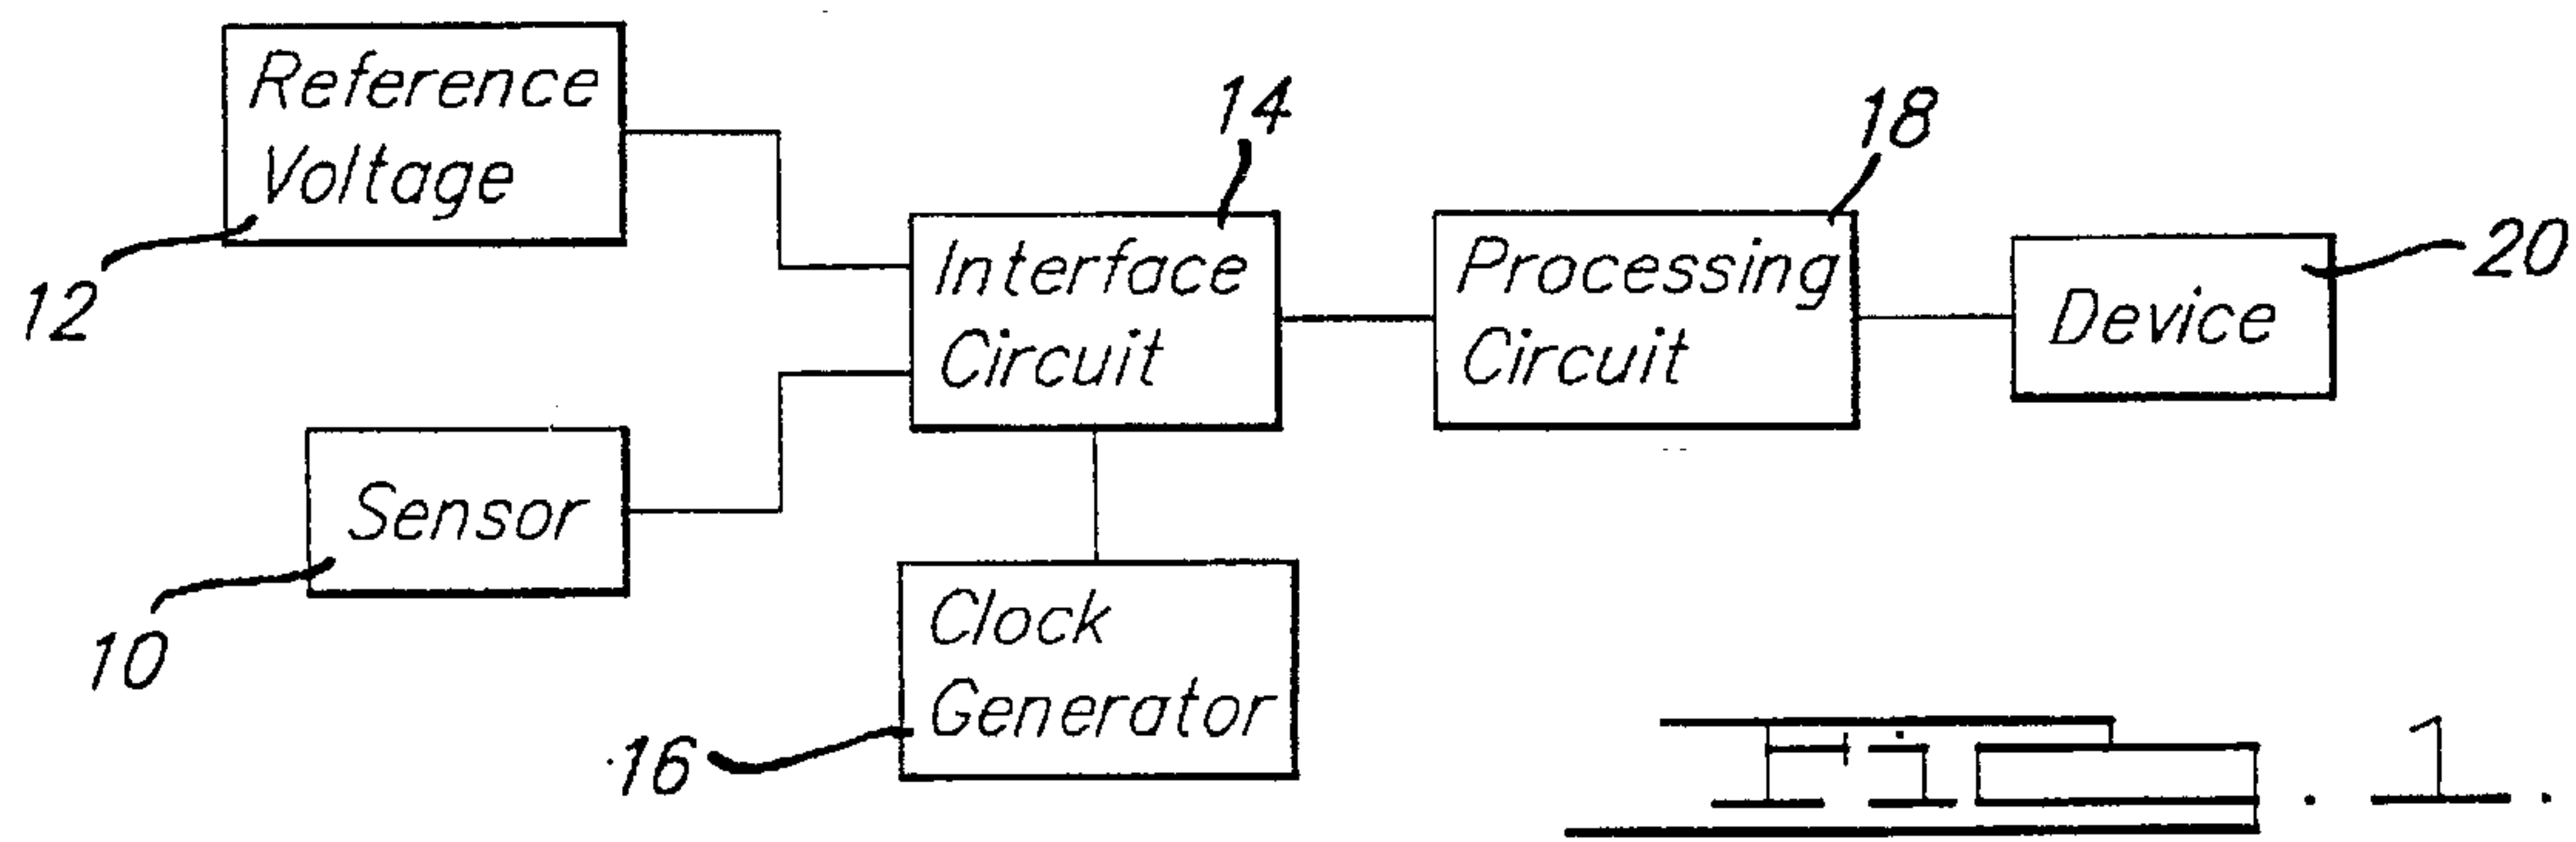 Reference
Voltage
12
14
18
20
Interface
Circuit
Processing
Circuit
Device
Sensor
10
Clock
Generator
16
Fig. 1.